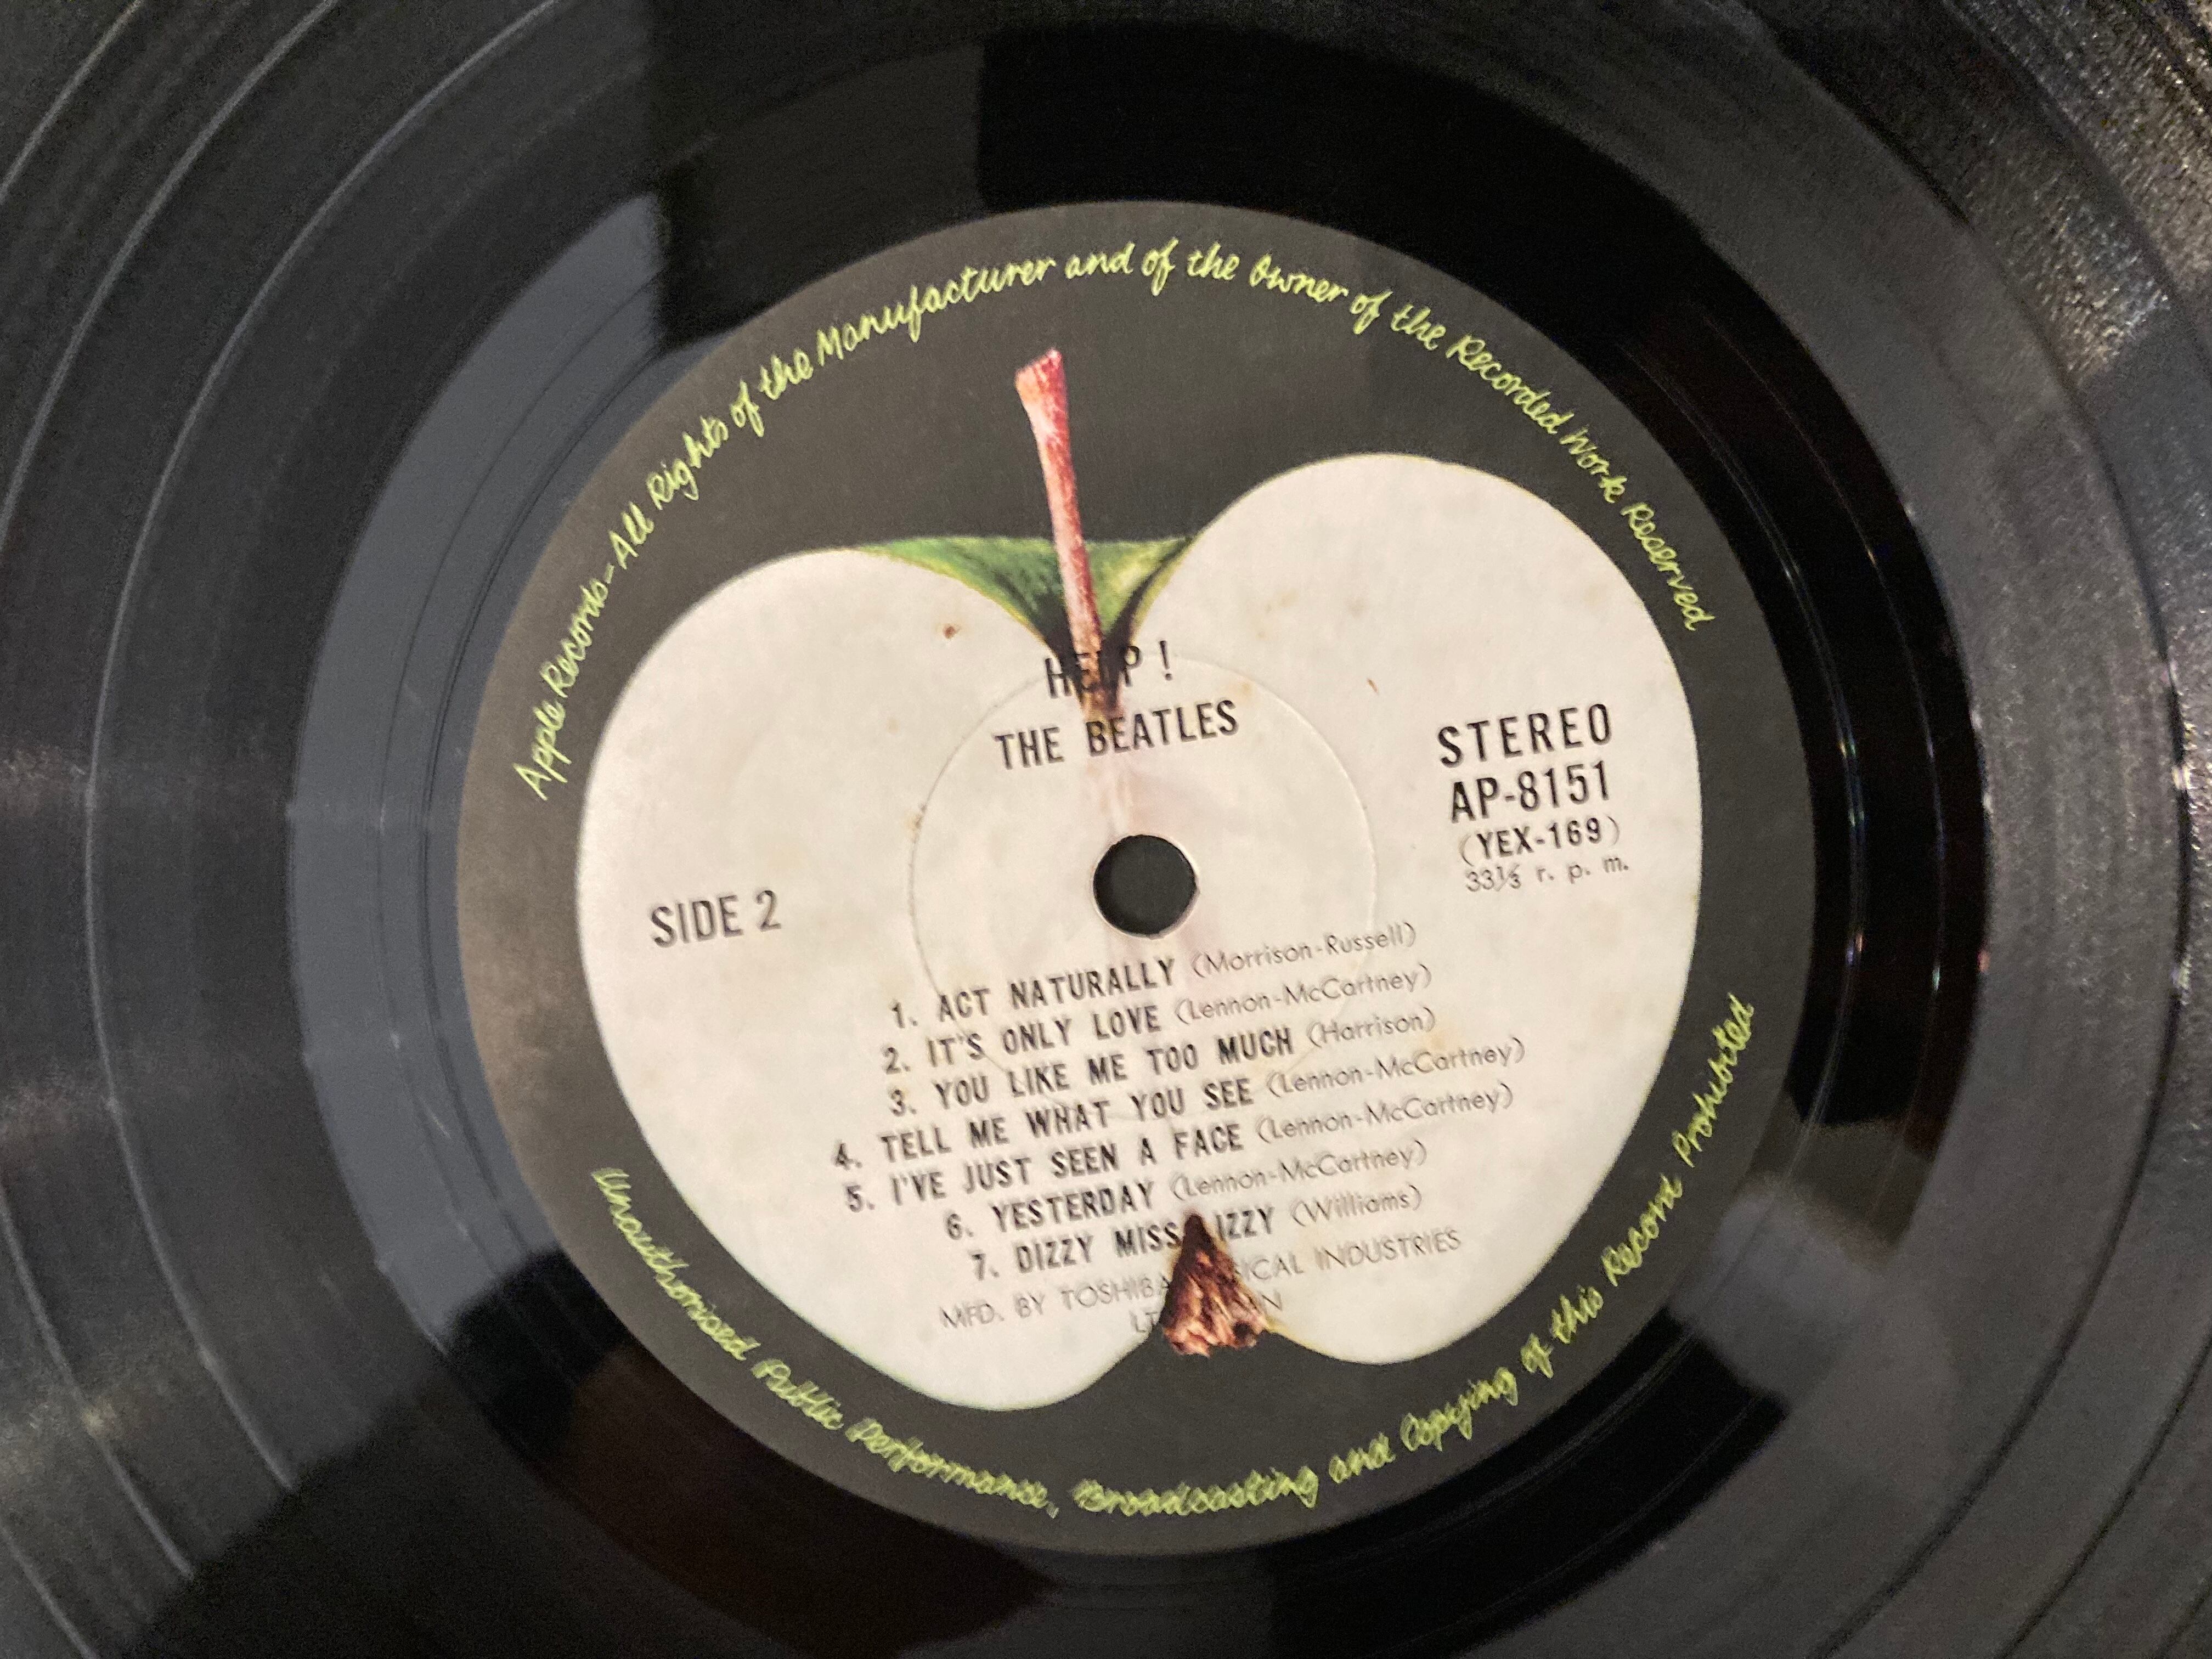 Apple Records-All Rights of the Manufacturer and of the Owner of the Recorded Work Reserved
HELP!
THE BEATLES
STEREO
AP-8151
(YEX-169)
33⅓ r. p. m.
SIDE 2
1. ACT NATURALLY (Morrison-Russell)
2. IT'S ONLY LOVE (Lennon-McCartney)
3. YOU LIKE ME TOO MUCH (Harrison)
4. TELL ME WHAT YOU SEE (Lennon-McCartney)
5. I'VE JUST SEEN A FACE (Lennon-McCartney)
6. YESTERDAY (Lennon-McCartney)
7. DIZZY MISS LIZZY (Williams)
MFD. BY TOSHIBA MUSICAL INDUSTRIES
Unauthorised Public Performance, Broadcasting and Copying of this Record Prohibited